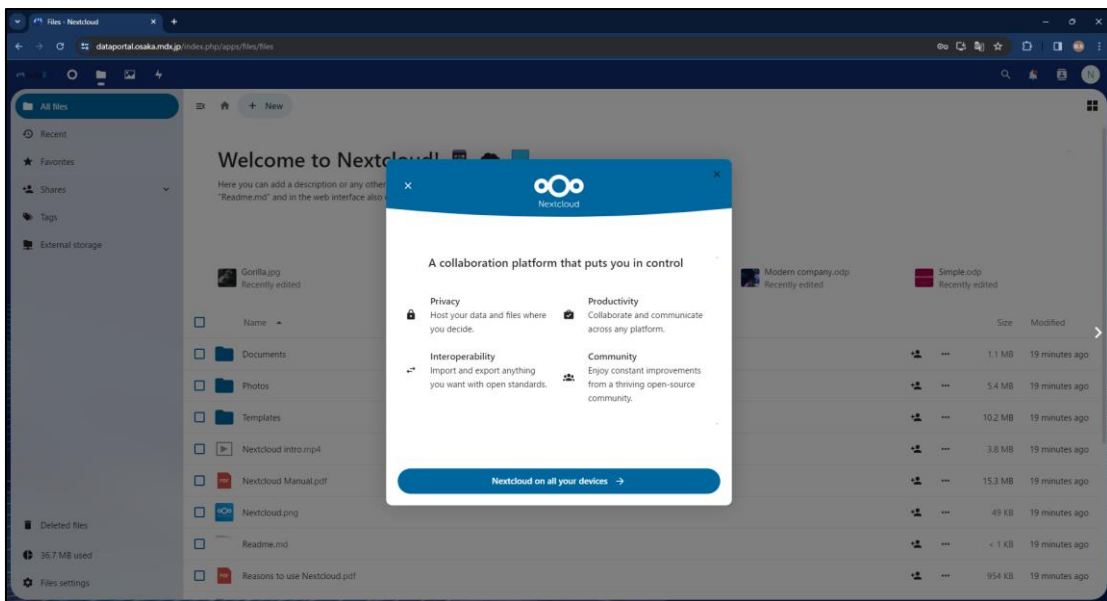 Files - Nextcloud
dataportal.osaka.mdx.jp/index.php/apps/files/files
N
All files
+ New
Recent
Favorites
Shares
Tags
External storage
Welcome to Nextcloud!
Here you can add a description or any other
"Readme.md" and in the web interface also
Nextcloud
A collaboration platform that puts you in control
Privacy
Host your data and files where
you decide.
Productivity
Collaborate and communicate
across any platform.
Interoperability
Import and export anything
you want with open standards.
Community
Enjoy constant improvements
from a thriving open-source
community.
Nextcloud on all your devices →
Gorilla.jpg
Recently edited
Modern company.odp
Recently edited
Simple.odp
Recently edited
Name Size Modified
Documents 1.1 MB 19 minutes ago
Photos 5.4 MB 19 minutes ago
Templates 10.2 MB 19 minutes ago
Nextcloud intro.mp4 3.8 MB 19 minutes ago
PDF Nextcloud Manual.pdf 15.3 MB 19 minutes ago
Nextcloud.png 49 KB 19 minutes ago
Readme.md < 1 KB 19 minutes ago
PDF Reasons to use Nextcloud.pdf 954 KB 19 minutes ago
Deleted files
36.7 MB used
Files settings